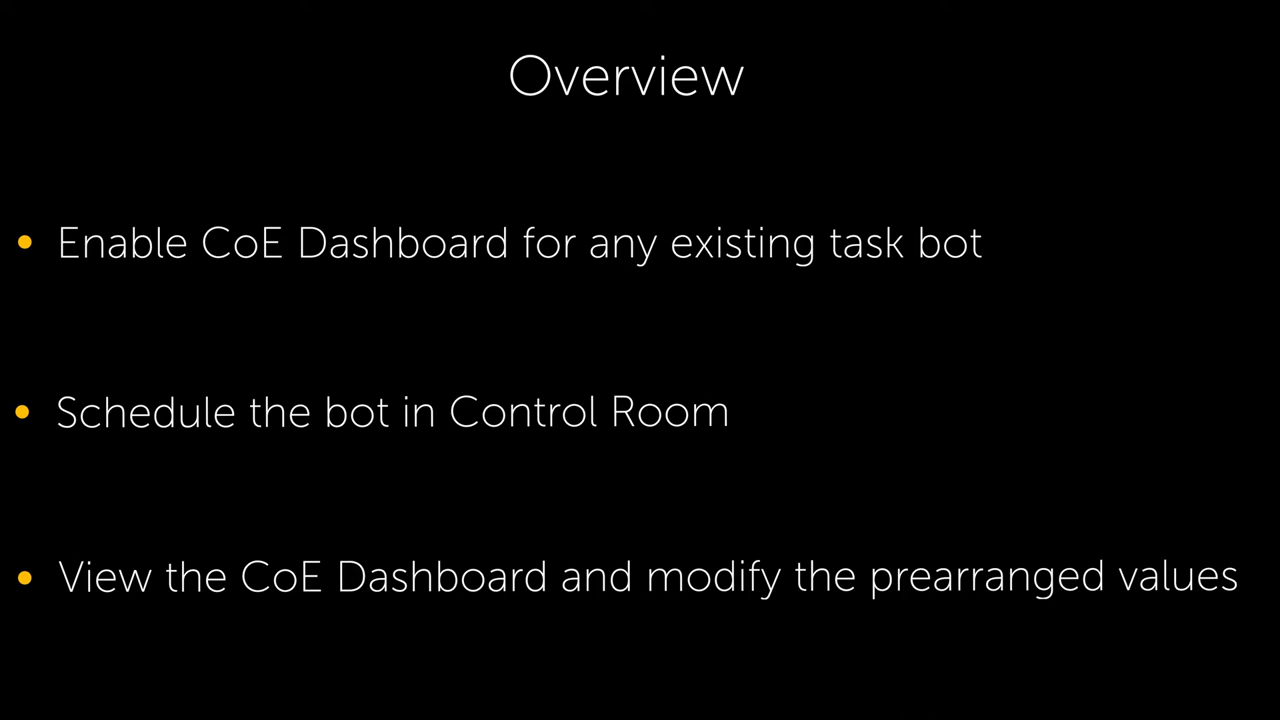 Overview
• Enable CoE Dashboard for any existing task bot
• Schedule the bot in Control Room
• View the CoE Dashboard and modify the prearranged values